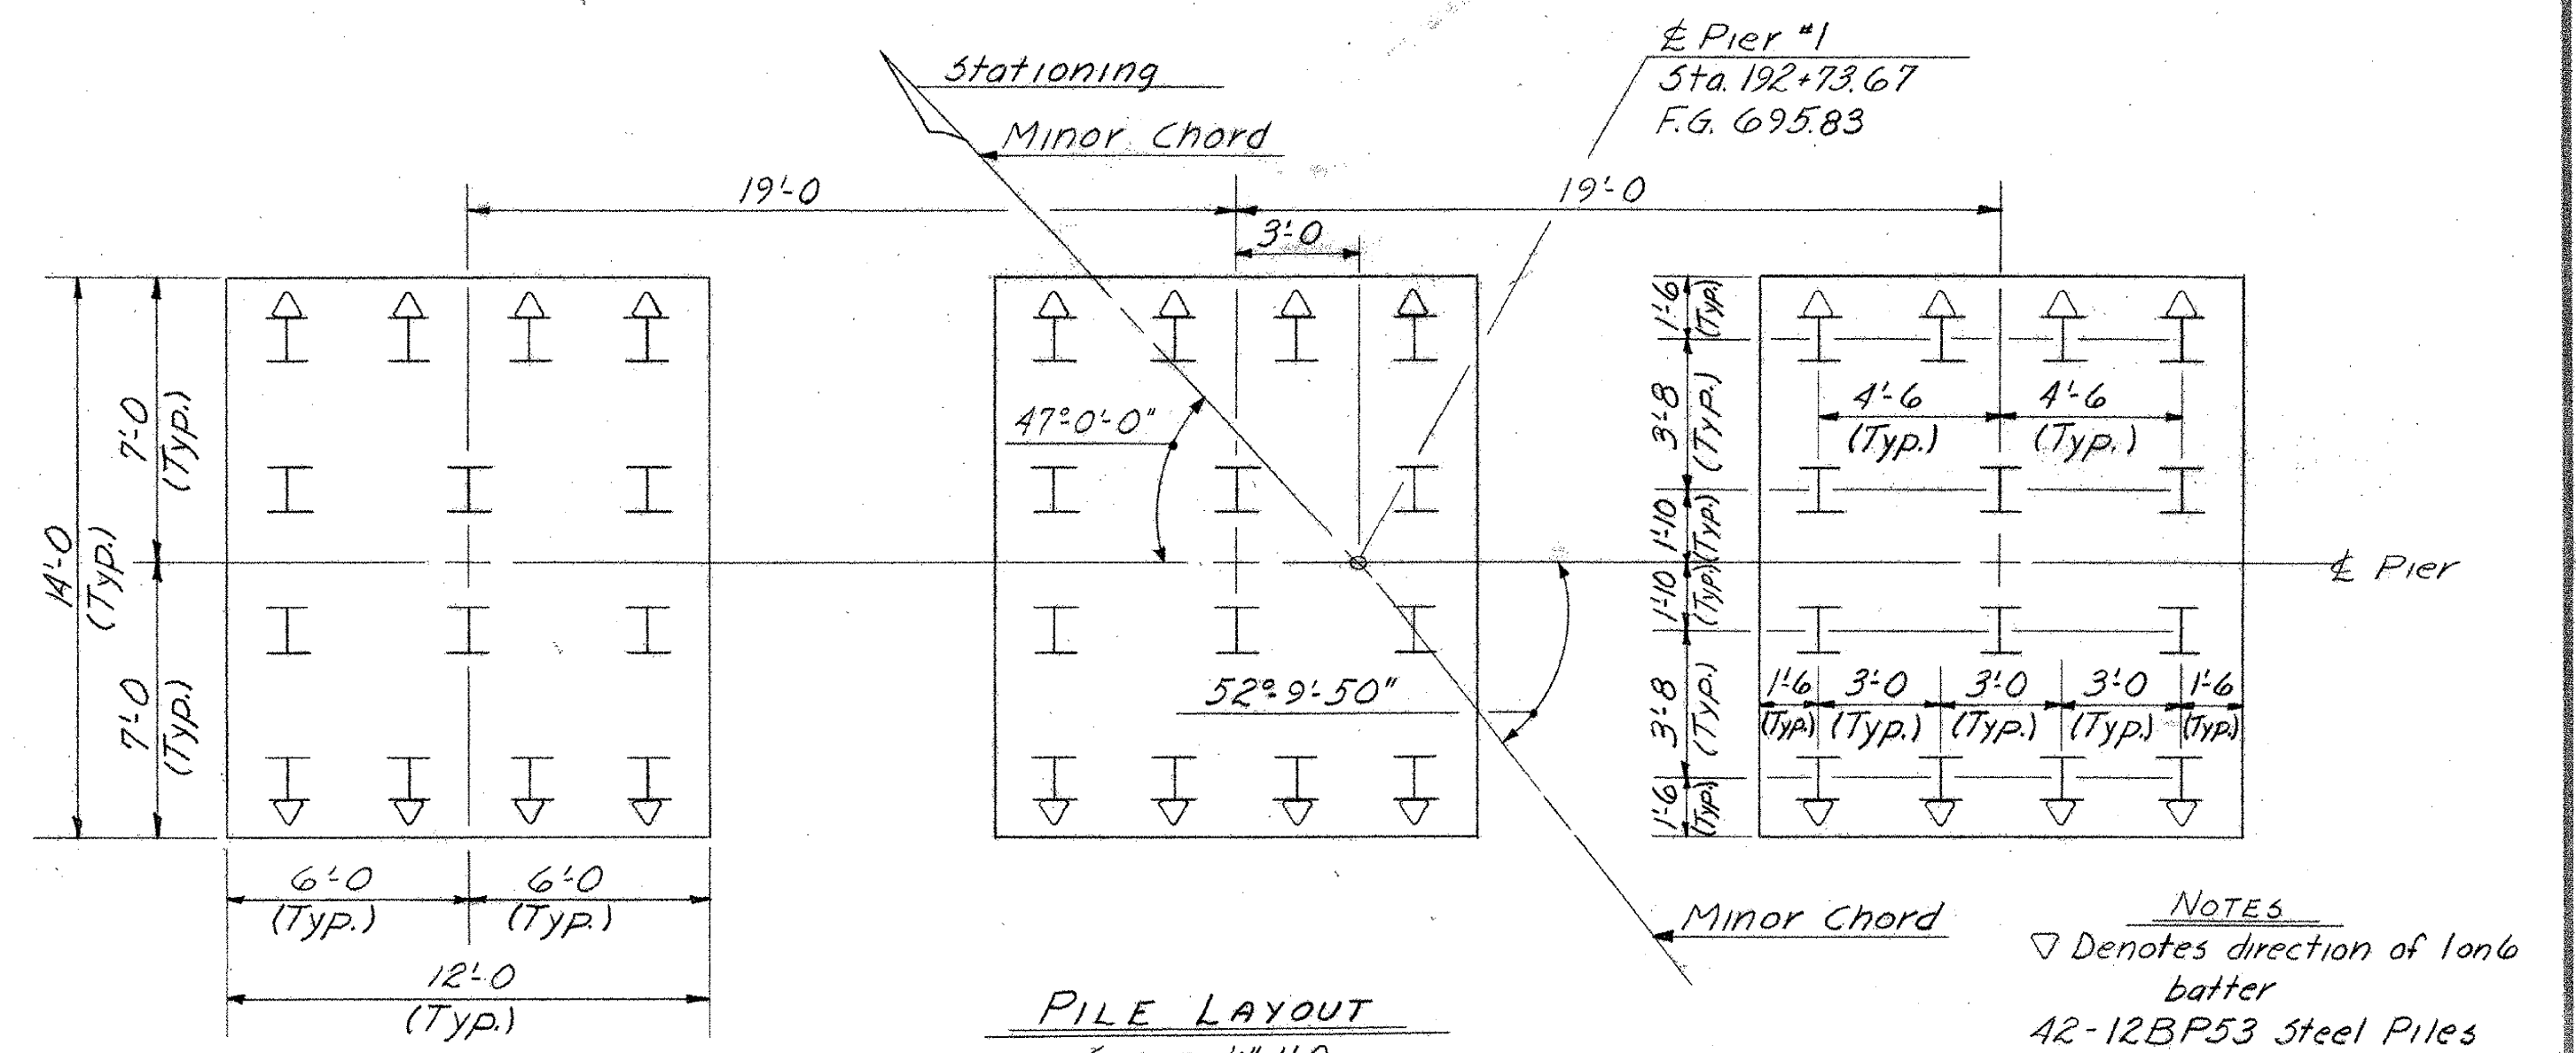 ℄ Pier #1
Sta. 192+73.67
F.G. 695.83
Stationing
Minor Chord
19'-0
19'-0
3'-0
14'-0
(Typ.)
7'-0
(Typ.)
7'-0
(Typ.)
47°-0'-0"
52°-9'-50"
1'-6
(Typ.)
3'-8
(Typ.)
1'-10
(Typ.)
1'-10
(Typ.)
3'-8
(Typ.)
1'-6
(Typ.)
4'-6
(Typ.)
4'-6
(Typ.)
℄ Pier
1'-6
(Typ.)
3'-0
(Typ.)
3'-0
(Typ.)
3'-0
(Typ.)
1'-6
(Typ.)
6'-0
(Typ.)
6'-0
(Typ.)
12'-0
(Typ.)
Minor Chord
PILE LAYOUT
NOTES
▽ Denotes direction of 1 on 6
batter
42-12BP53 Steel Piles